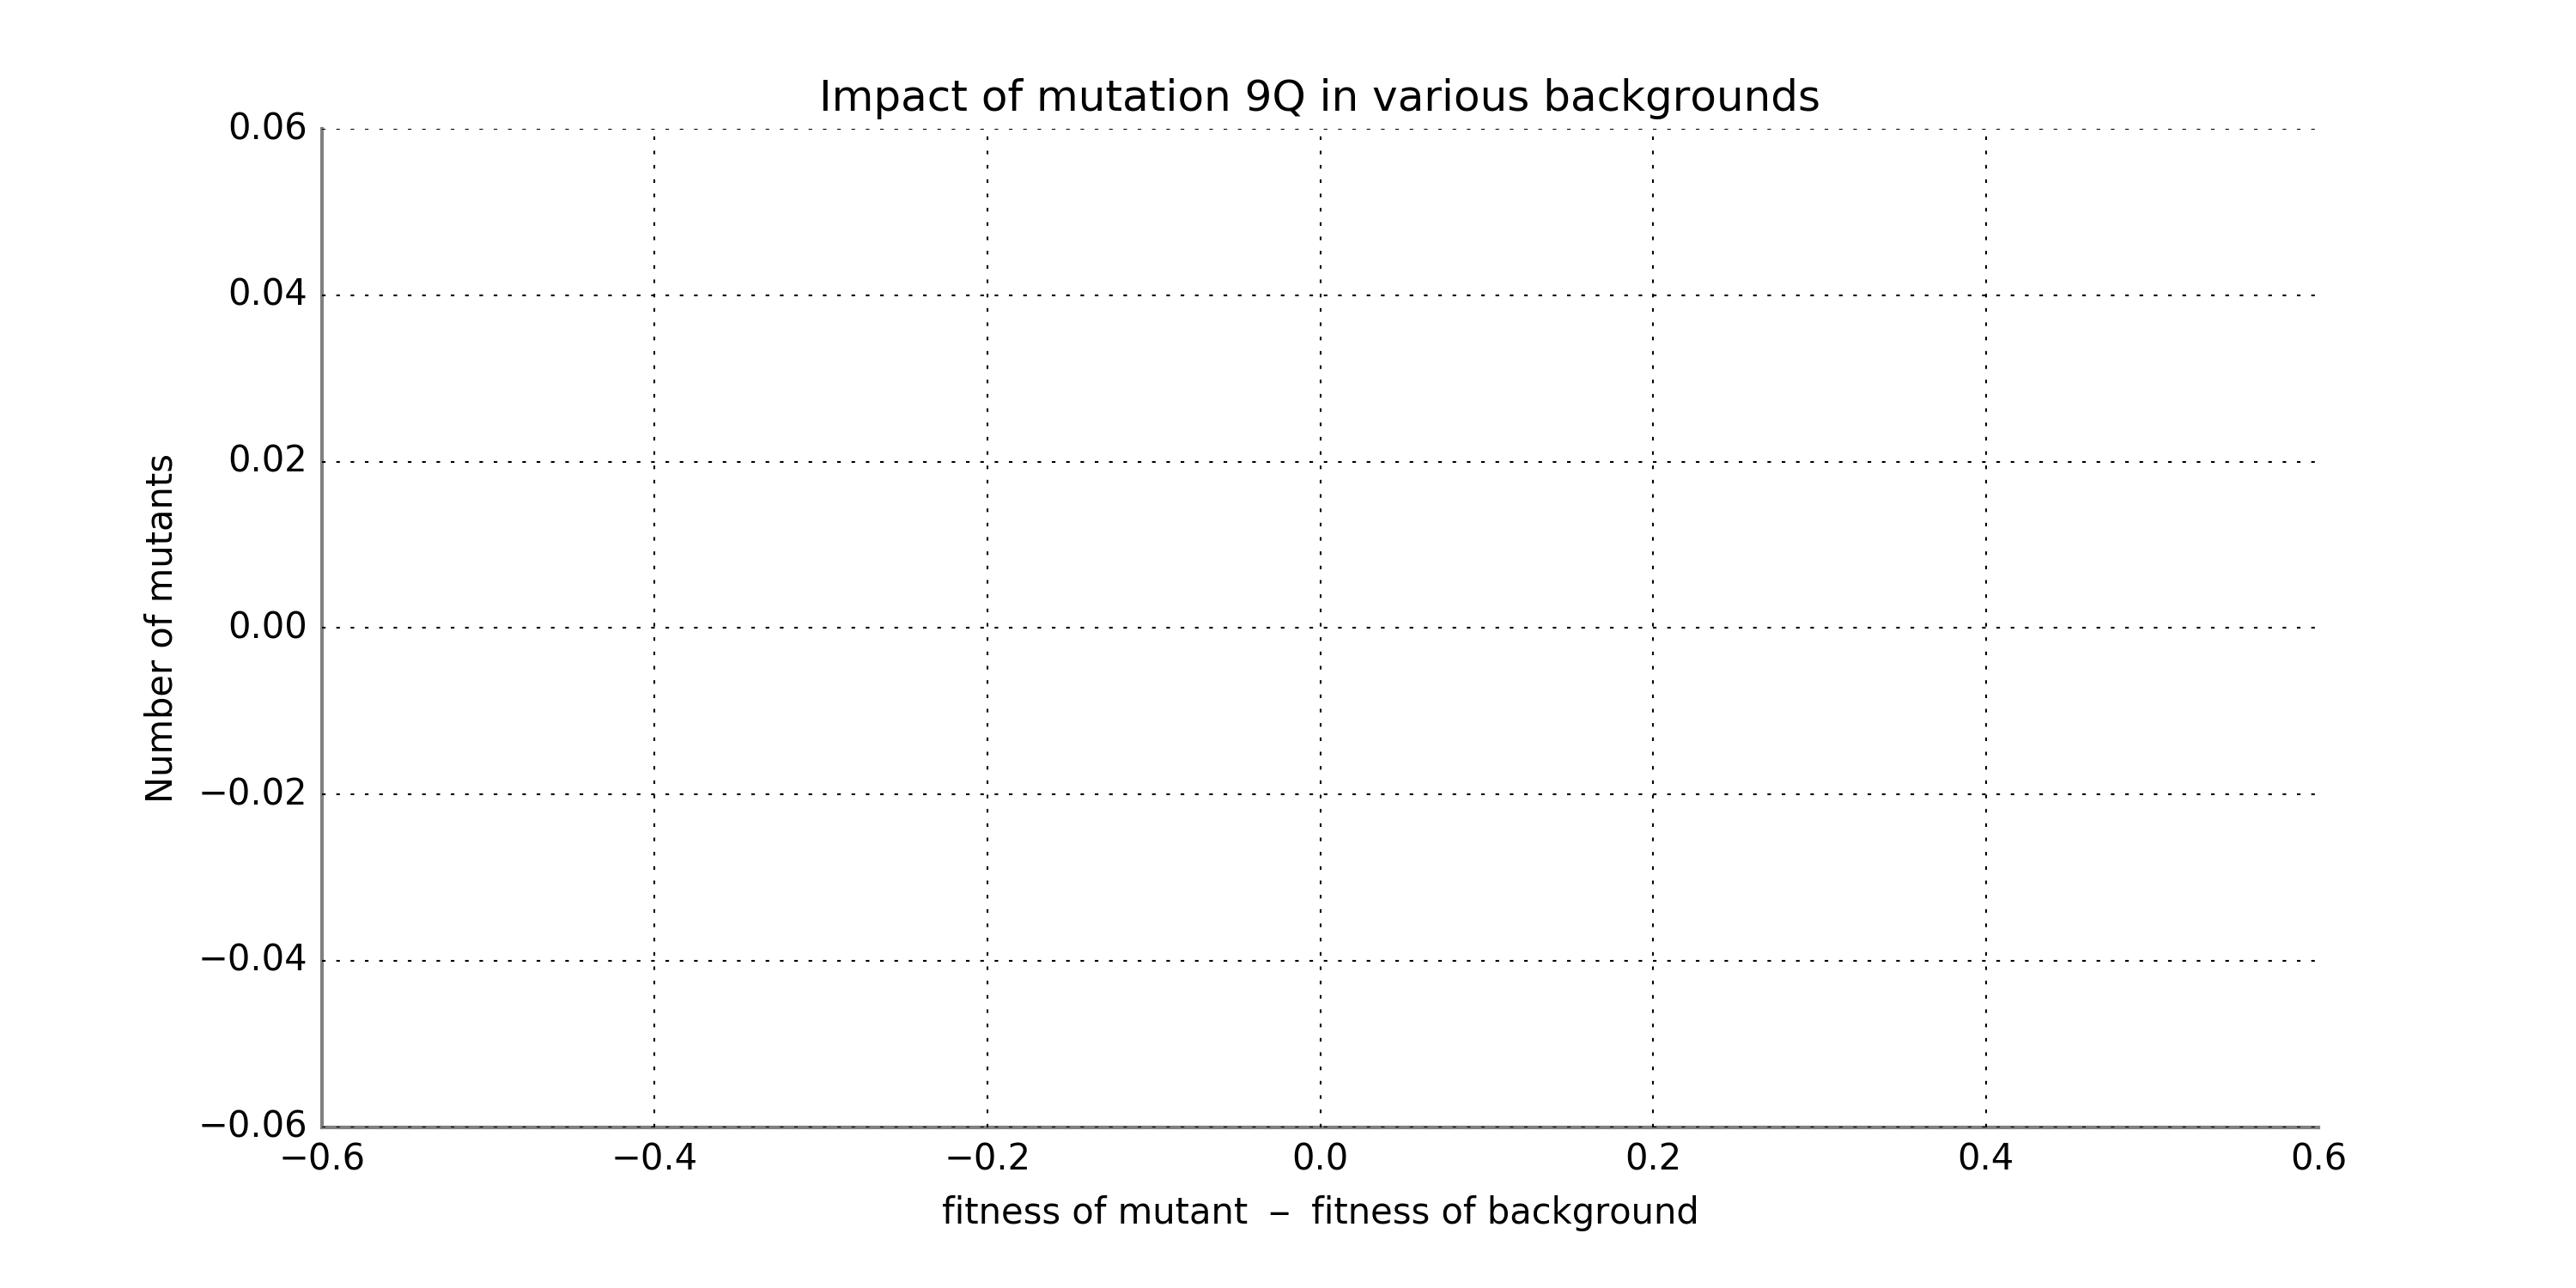 Impact of mutation 9Q in various backgrounds
0.06
0.04
0.02
0.00
−0.02
−0.04
−0.06
Number of mutants
−0.6 −0.4 −0.2 0.0 0.2 0.4 0.6
fitness of mutant − fitness of background